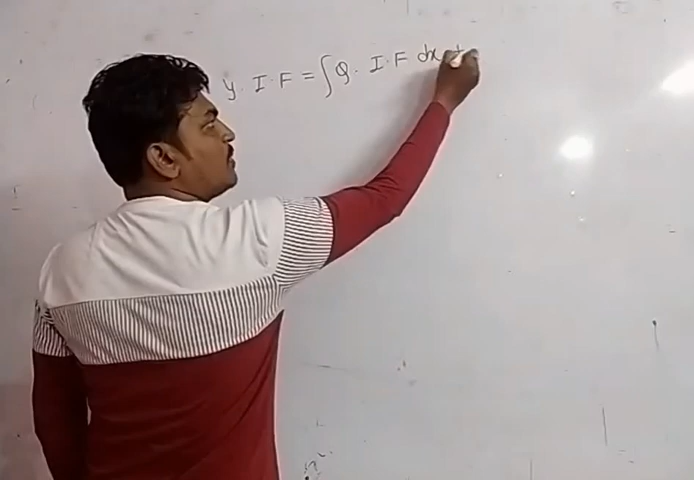 y. I.F = ∫Q. I.F dx +